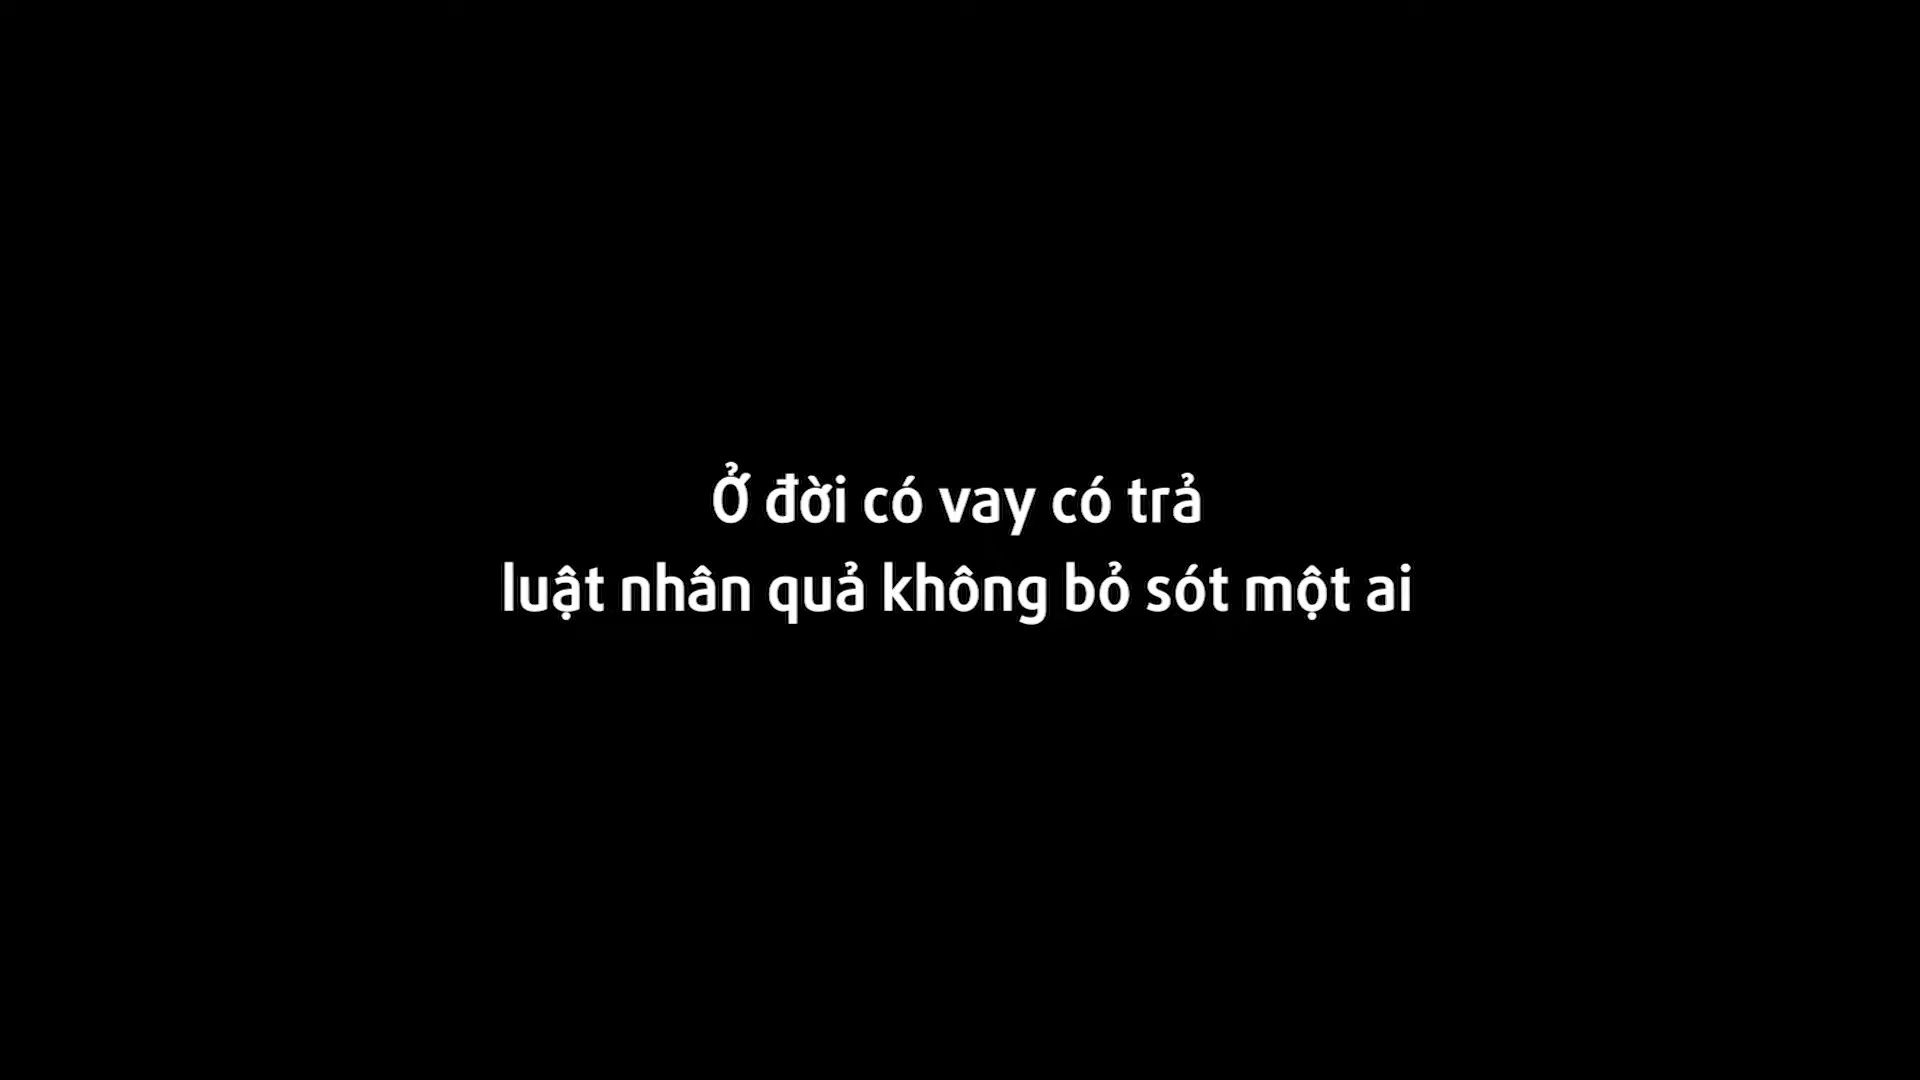 Ở đời có vay có trả
luật nhân quả không bỏ sót một ai